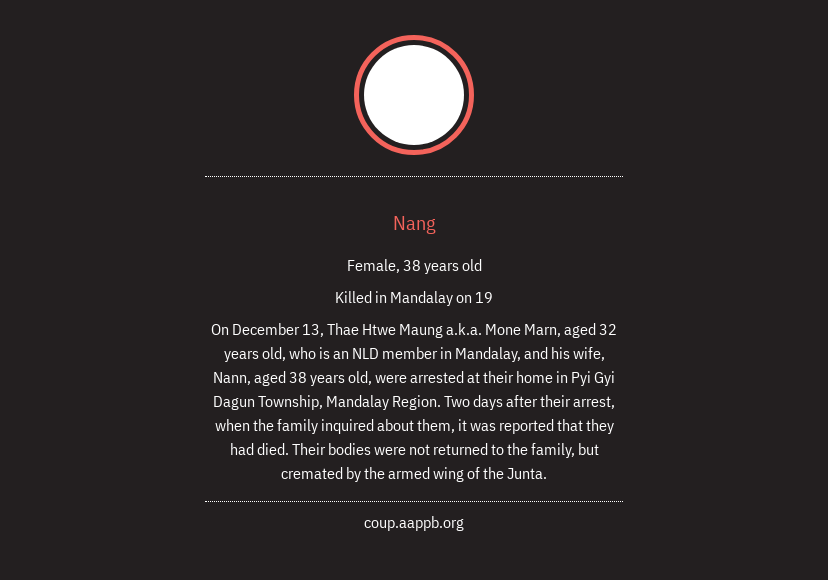 Nang
Female, 38 years old
Killed in Mandalay on 19
On December 13, Thae Htwe Maung a.k.a. Mone Marn, aged 32
years old, who is an NLD member in Mandalay, and his wife,
Nann, aged 38 years old, were arrested at their home in Pyi Gyi
Dagun Township, Mandalay Region. Two days after their arrest,
when the family inquired about them, it was reported that they
had died. Their bodies were not returned to the family, but
cremated by the armed wing of the Junta.
coup.aappb.org